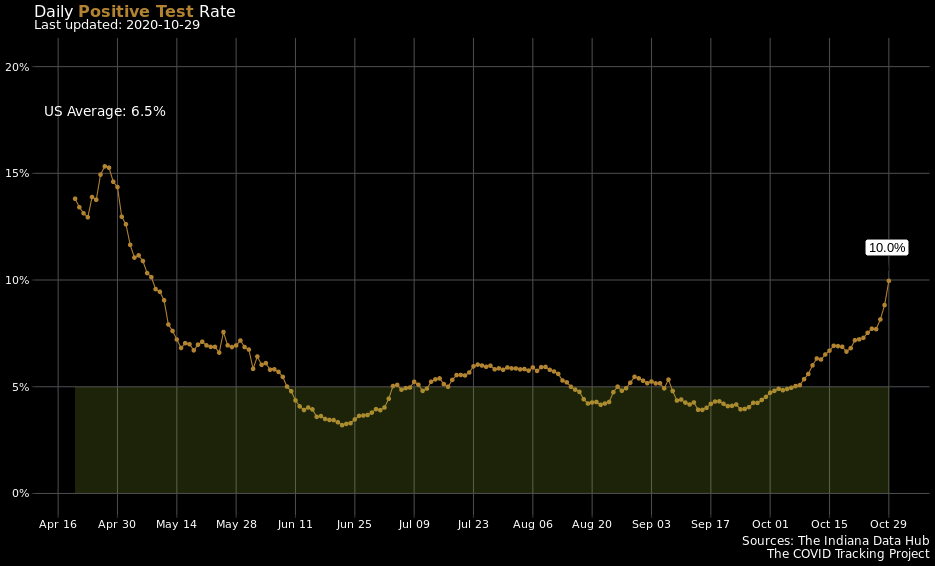 Daily Positive Test Rate
Last updated: 2020-10-29
20%
US Average: 6.5%
15%
10.0%
10%
5%
0%
Apr 16 Apr 30 May 14 May 28 Jun 11 Jun 25 Jul 09 Jul 23 Aug 06 Aug 20 Sep 03 Sep 17 Oct 01 Oct 15 Oct 29
Sources: The Indiana Data Hub
The COVID Tracking Project